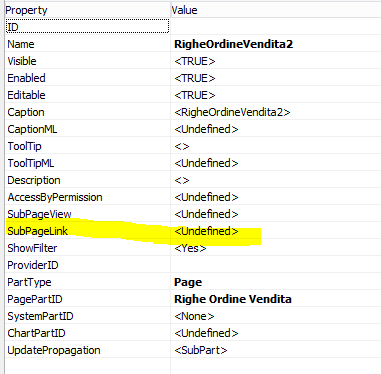 Property Value
ID
Name RigheOrdineVendita2
Visible <TRUE>
Enabled <TRUE>
Editable <TRUE>
Caption <RigheOrdineVendita2>
CaptionML <Undefined>
ToolTip <>
ToolTipML <Undefined>
Description <>
AccessByPermission <Undefined>
SubPageView <Undefined>
SubPageLink <Undefined>
ShowFilter <Yes>
ProviderID
PartType Page
PagePartID Righe Ordine Vendita
SystemPartID <None>
ChartPartID <Undefined>
UpdatePropagation <SubPart>